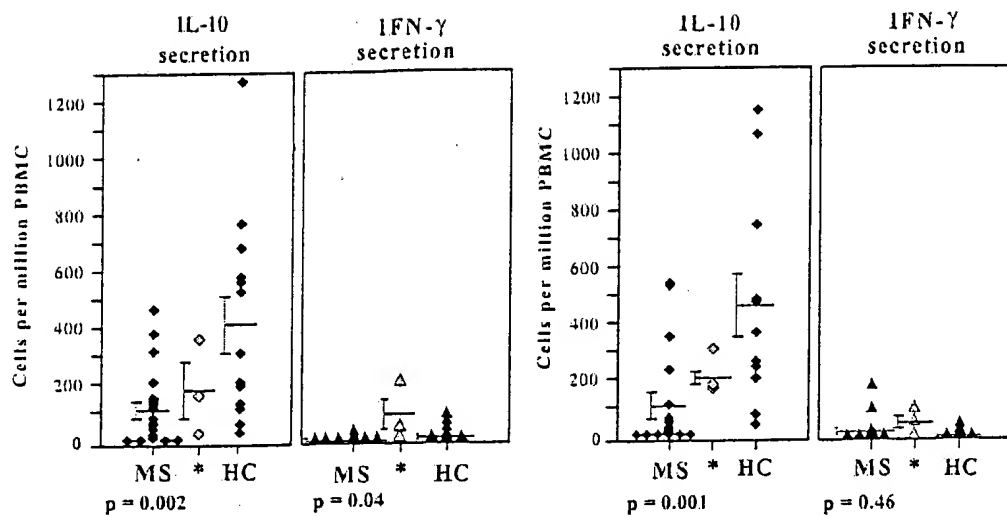 IL-10
secretion
IFN-γ
secretion
Cells per million PBMC
1200
1000
800
600
400
200
0
MS * HC
MS * HC
p = 0.002
p = 0.04
IL-10
secretion
IFN-γ
secretion
Cells per million PBMC
1200
1000
800
600
400
200
0
MS * HC
MS * HC
p = 0.001
p = 0.46